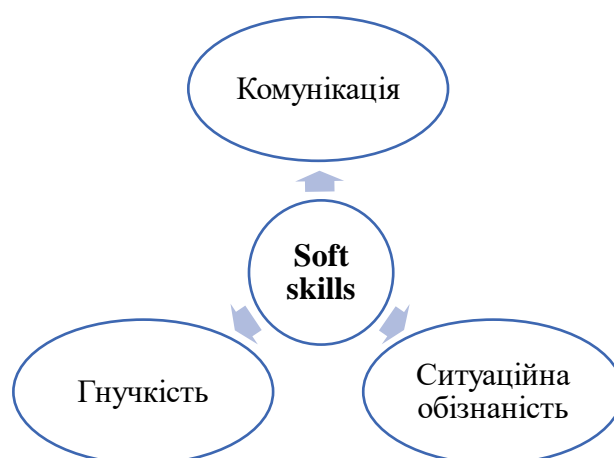 Комунікація
Soft
skills
Гнучкість
Ситуаційна
обізнаність